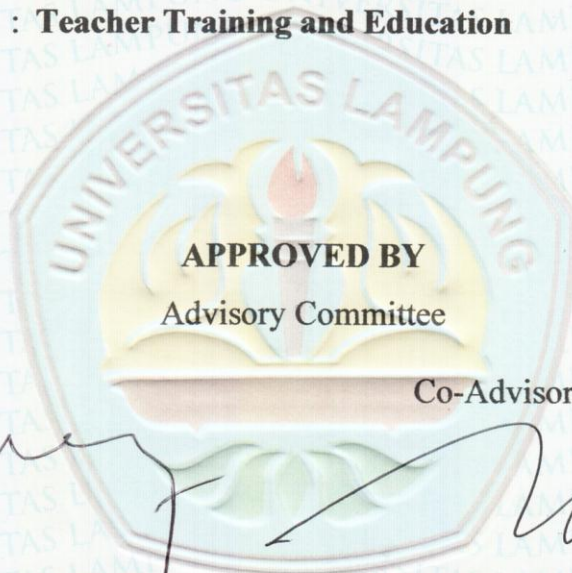 : Teacher Training and Education
UNIVERSITAS LAMPUNG
APPROVED BY
Advisory Committee
Co-Advisor